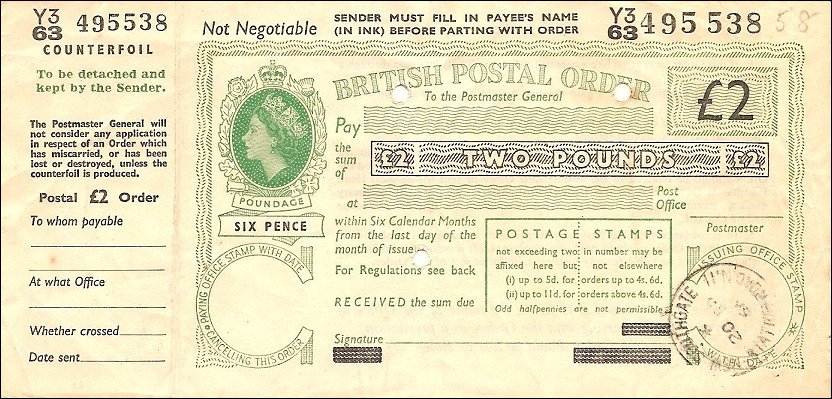 Y3/63 495538
COUNTERFOIL
To be detached and
kept by the Sender.
The Postmaster General will
not consider any application
in respect of an Order which
has miscarried, or has been
lost or destroyed, unless the
counterfoil is produced.
Postal £2 Order
To whom payable
At what Office
Whether crossed
Date sent
Not Negotiable
SENDER MUST FILL IN PAYEE'S NAME
(IN INK) BEFORE PARTING WITH ORDER
Y3/63 495538
58
BRITISH POSTAL ORDER
To the Postmaster General
£2
Pay
the
sum
of
£2 TWO POUNDS £2
at
Post
Office
POUNDAGE
SIX PENCE
within Six Calendar Months
from the last day of the
month of issue
For Regulations see back
RECEIVED the sum due
Signature
POSTAGE STAMPS
not exceeding two in number may be
affixed here but not elsewhere
(i) up to 5d. for orders up to 4s. 6d.
(ii) up to 11d. for orders above 4s. 6d.
Odd halfpennies are not permissible
Postmaster
PAYING OFFICE STAMP WITH DATE
CANCELLING THIS ORDER
ISSUING OFFICE STAMP
WITH DATE
20